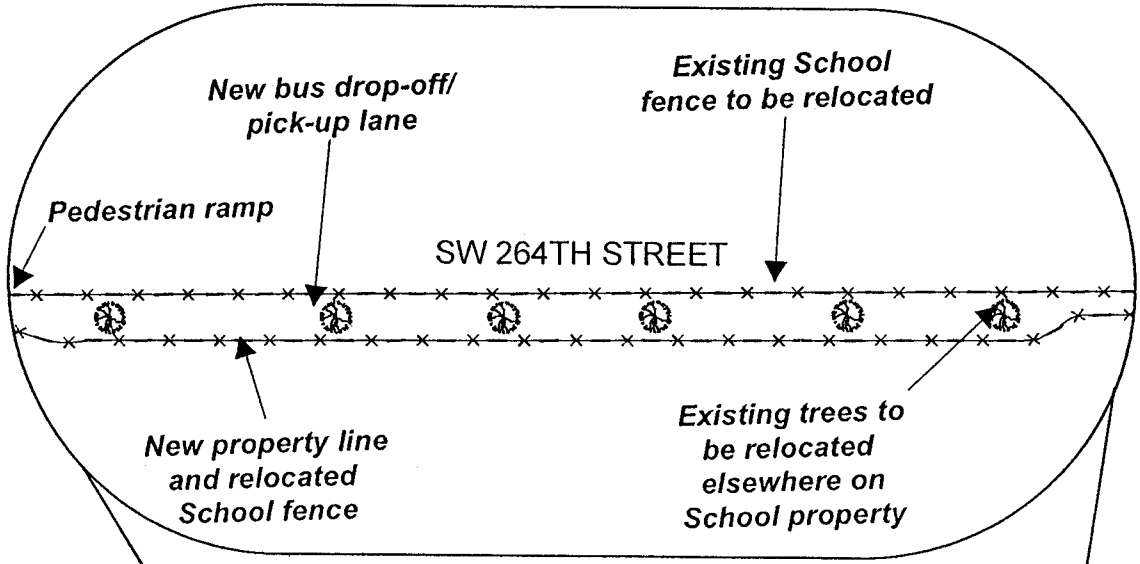 New bus drop-off/
pick-up lane
Existing School
fence to be relocated
Pedestrian ramp
SW 264TH STREET
New property line
and relocated
School fence
Existing trees to
be relocated
elsewhere on
School property